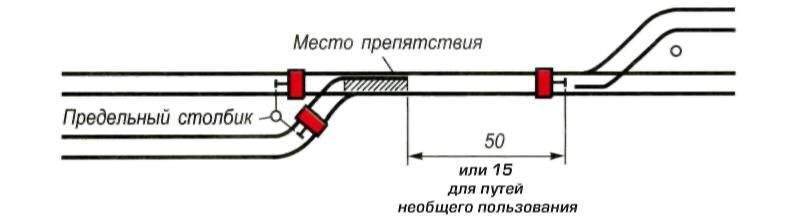 Место препятствия
Предельный столбик
50
или 15
для путей
необщего пользования